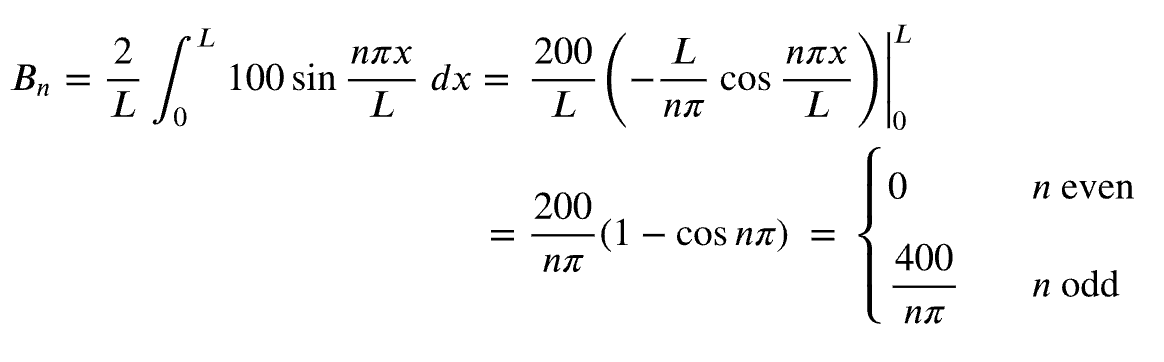 $B_n = \frac{2}{L} \int_0^L 100 \sin \frac{n\pi x}{L} \, dx = \frac{200}{L} \left( -\frac{L}{n\pi} \cos \frac{n\pi x}{L} \right) \Big|_0^L$
$= \frac{200}{n\pi} (1 - \cos n\pi) = \begin{cases} 0 & n \text{ even} \\ \frac{400}{n\pi} & n \text{ odd} \end{cases}$